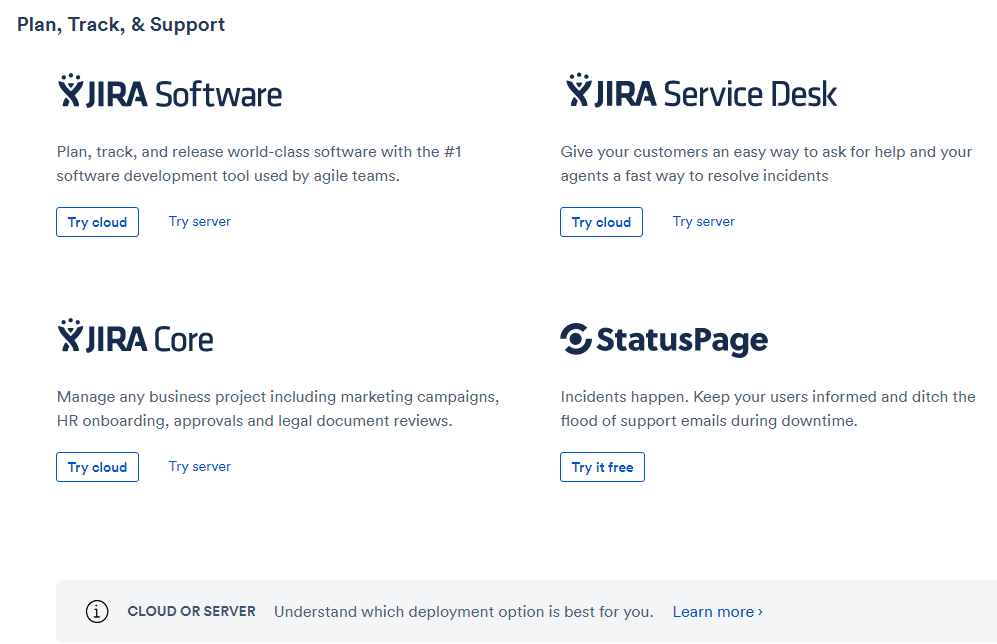 Plan, Track, & Support
JIRA Software
Plan, track, and release world-class software with the #1
software development tool used by agile teams.
Try cloud Try server
JIRA Service Desk
Give your customers an easy way to ask for help and your
agents a fast way to resolve incidents
Try cloud Try server
JIRA Core
Manage any business project including marketing campaigns,
HR onboarding, approvals and legal document reviews.
Try cloud Try server
StatusPage
Incidents happen. Keep your users informed and ditch the
flood of support emails during downtime.
Try it free
CLOUD OR SERVER Understand which deployment option is best for you. Learn more ›